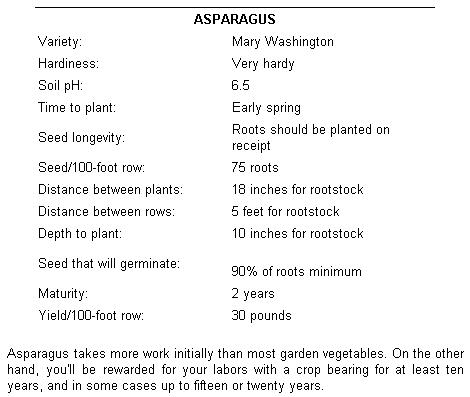 ASPARAGUS
Variety: Mary Washington
Hardiness: Very hardy
Soil pH: 6.5
Time to plant: Early spring
Seed longevity: Roots should be planted on
receipt
Seed/100-foot row: 75 roots
Distance between plants: 18 inches for rootstock
Distance between rows: 5 feet for rootstock
Depth to plant: 10 inches for rootstock
Seed that will germinate: 90% of roots minimum
Maturity: 2 years
Yield/100-foot row: 30 pounds
Asparagus takes more work initially than most garden vegetables. On the other
hand, you'll be rewarded for your labors with a crop bearing for at least ten
years, and in some cases up to fifteen or twenty years.